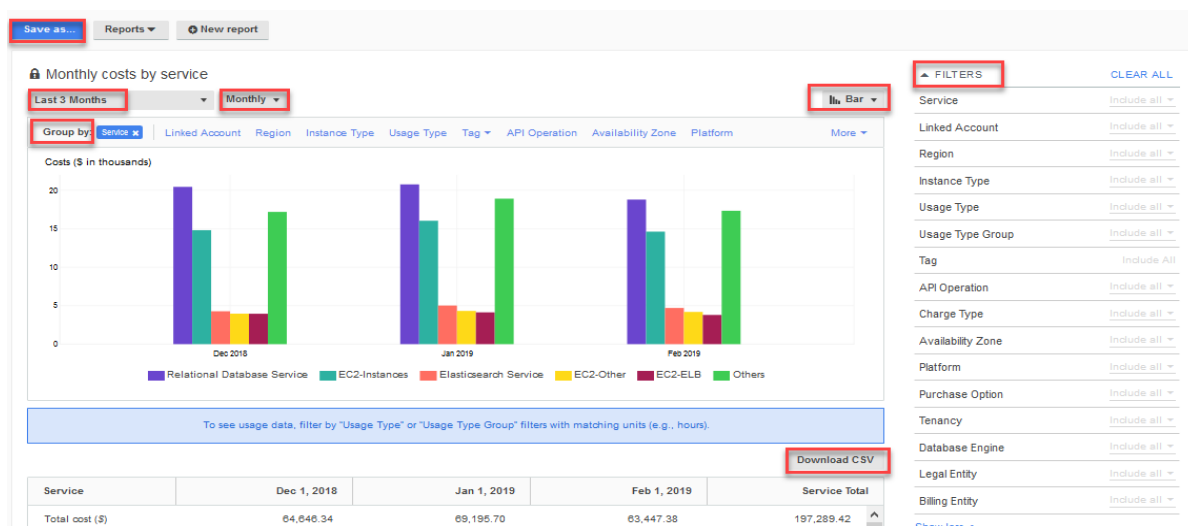 Save as... Reports New report
Monthly costs by service
Last 3 Months Monthly Bar
Group by: Service x Linked Account Region Instance Type Usage Type Tag API Operation Availability Zone Platform More
Costs ($ in thousands)
20
15
10
5
0
Dec 2018 Jan 2019 Feb 2019
Relational Database Service EC2-Instances Elasticsearch Service EC2-Other EC2-ELB Others
To see usage data, filter by "Usage Type" or "Usage Type Group" filters with matching units (e.g., hours).
Download CSV
Service Dec 1, 2018 Jan 1, 2019 Feb 1, 2019 Service Total
Total cost ($) 64,646.34 69,195.70 63,447.38 197,289.42
FILTERS CLEAR ALL
Service Include all
Linked Account Include all
Region Include all
Instance Type Include all
Usage Type Include all
Usage Type Group Include all
Tag Include All
API Operation Include all
Charge Type Include all
Availability Zone Include all
Platform Include all
Purchase Option Include all
Tenancy Include all
Database Engine Include all
Legal Entity Include all
Billing Entity Include all
Show less